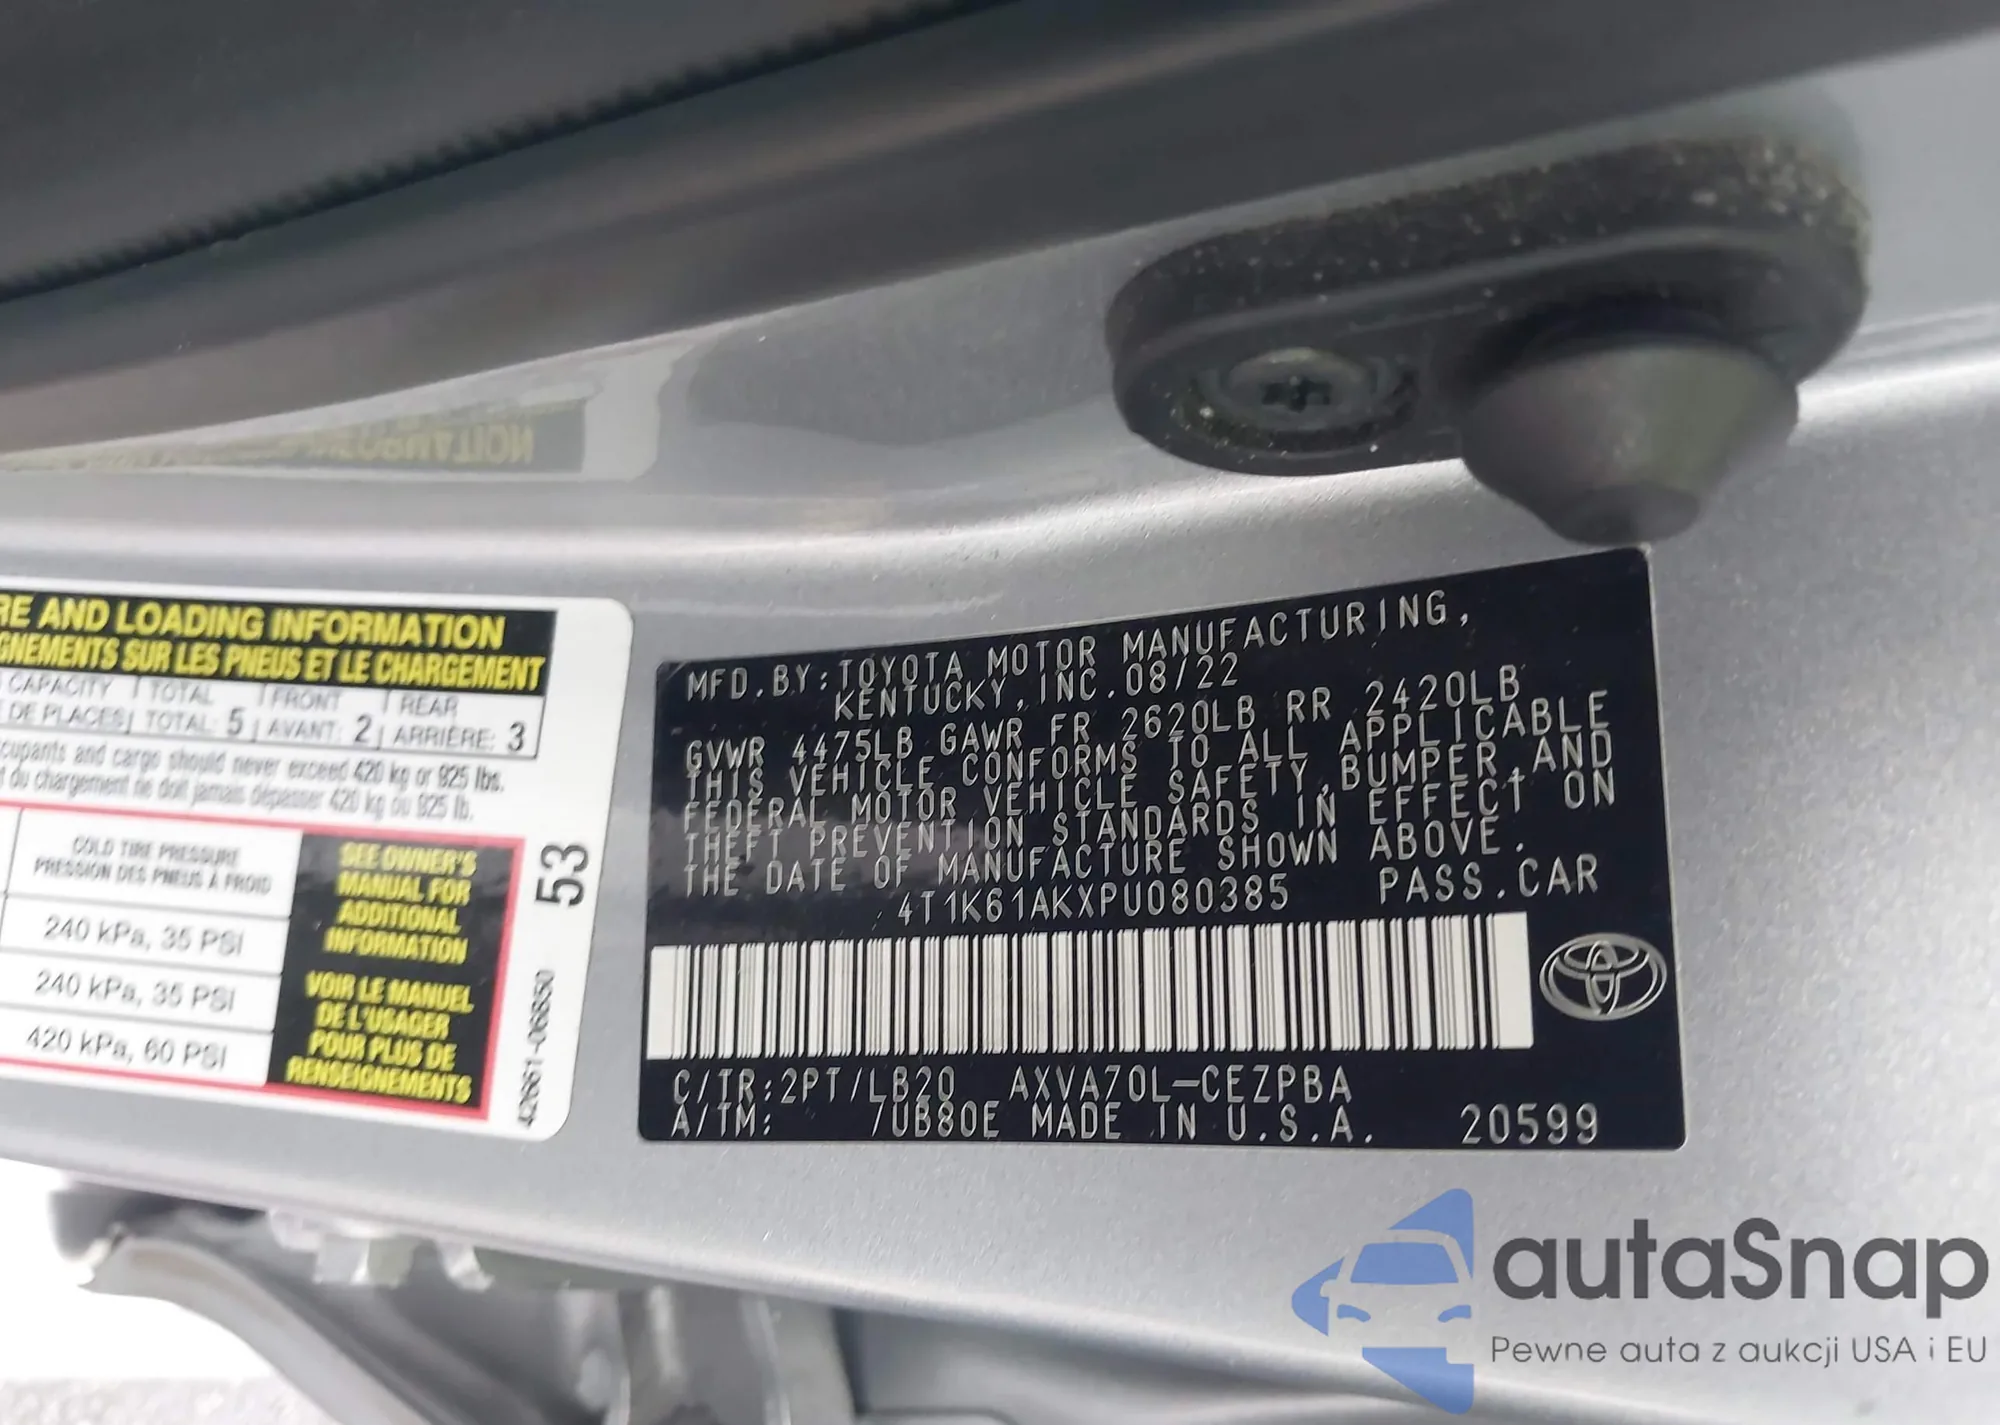 NOITAMROFNI
RE AND LOADING INFORMATION
GNEMENTS SUR LES PNEUS ET LE CHARGEMENT
CAPACITY TOTAL FRONT REAR
DE PLACES TOTAL: 5 AVANT: 2 ARRIERE: 3
cupants and cargo should never exceed 420 kg or 925 lbs.
du chargement ne doit jamais dépasser 420 kg ou 925 lb.
COLD TIRE PRESSURE
PRESSION DES PNEUS À FROID
240 kPa, 35 PSI
240 kPa, 35 PSI
420 kPa, 60 PSI
SEE OWNER'S
MANUAL FOR
ADDITIONAL
INFORMATION
VOIR LE MANUEL
DE L'USAGER
POUR PLUS DE
RENSEIGNEMENTS
53
42661-06B50
MFD.BY:TOYOTA MOTOR MANUFACTURING,
KENTUCKY, INC. 08/22
GVWR 4475LB GAWR FR 2620LB RR 2420LB
THIS VEHICLE CONFORMS TO ALL APPLICABLE
FEDERAL MOTOR VEHICLE SAFETY, BUMPER, AND
THEFT PREVENTION STANDARDS IN EFFECT ON
THE DATE OF MANUFACTURE SHOWN ABOVE.
4T1K61AKXPU080385 PASS.CAR
C/TR:2PT/LB20 AXVA70L-CEZPBA
A/TM: /UB80E MADE IN U.S.A. 20599
autaSnap
Pewne auta z aukcji USA i EU